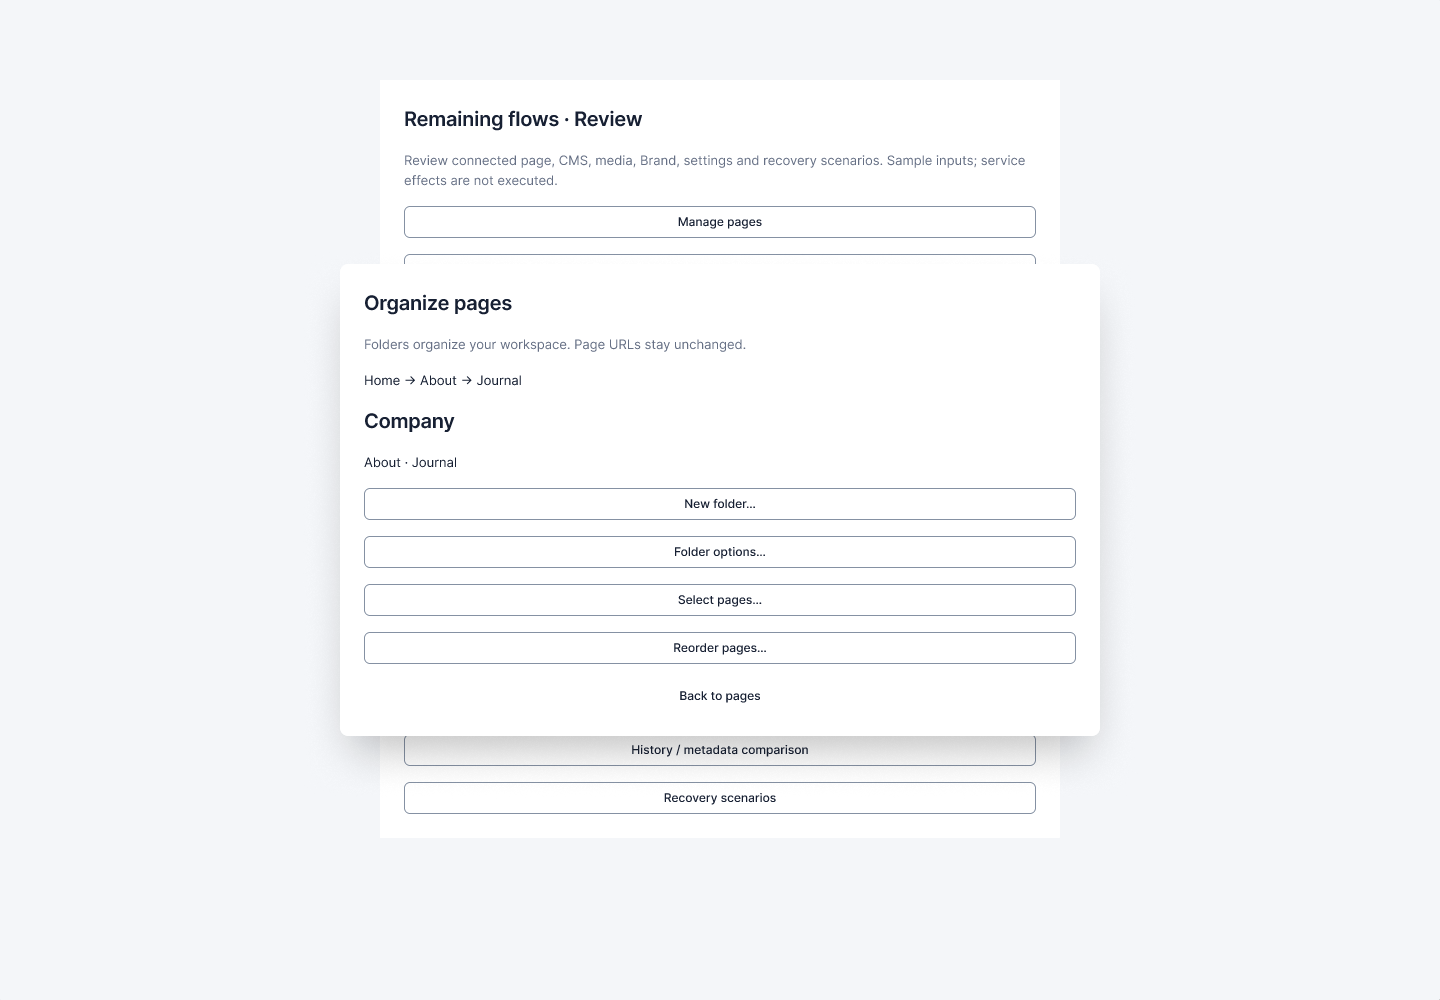 Remaining flows · Review
Review connected page, CMS, media, Brand, settings and recovery scenarios. Sample inputs; service
effects are not executed.
Manage pages
Organize pages
Folders organize your workspace. Page URLs stay unchanged.
Home → About → Journal
Company
About · Journal
New folder…
Folder options…
Select pages…
Reorder pages…
Back to pages
History / metadata comparison
Recovery scenarios